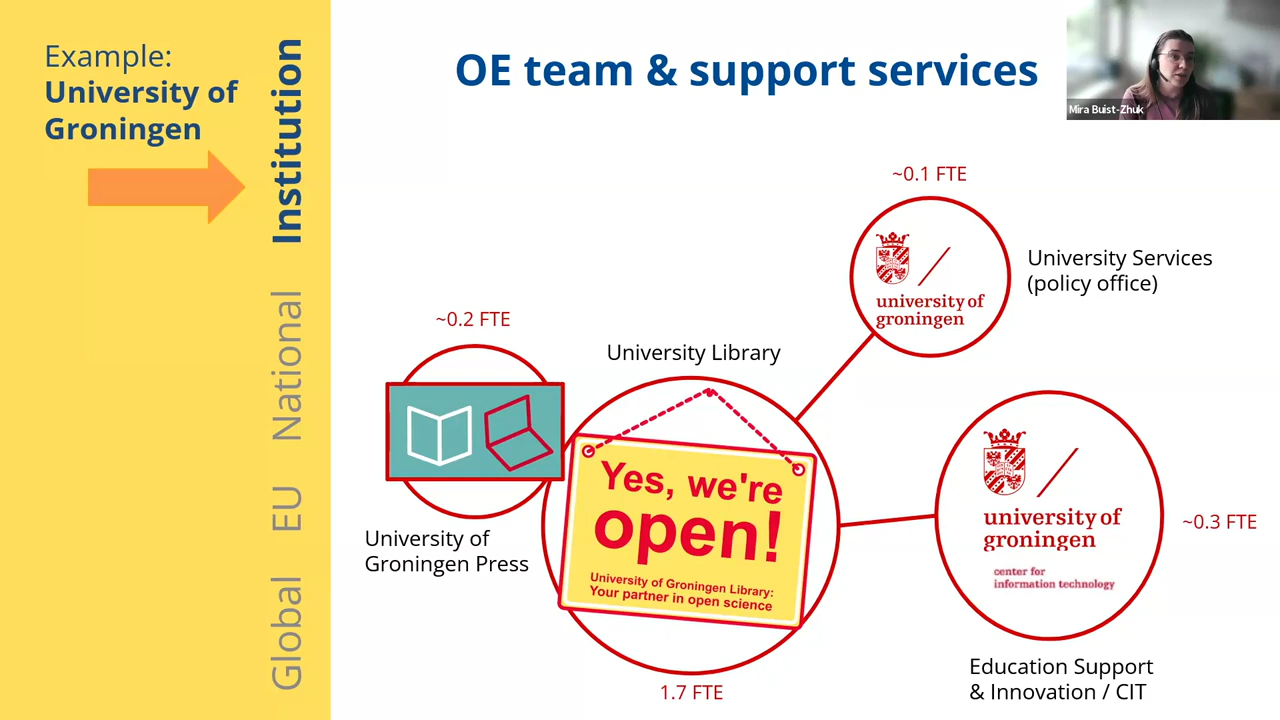 Example:
University of
Groningen
Institution
National
EU
Global
OE team & support services
Mira Buist-Zhuk
~0.1 FTE
university of
groningen
University Services
(policy office)
~0.2 FTE
University of
Groningen Press
University Library
Yes, we're
open!
University of Groningen Library:
Your partner in open science
1.7 FTE
university of
groningen
center for
information technology
~0.3 FTE
Education Support
& Innovation / CIT